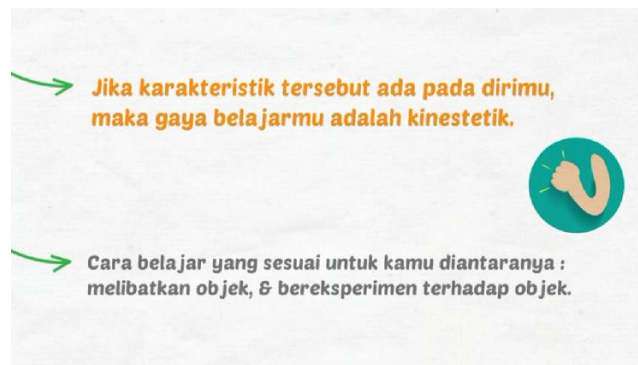 Jika karakteristik tersebut ada pada dirimu,
maka gaya belajarmu adalah kinestetik.
Cara belajar yang sesuai untuk kamu diantaranya :
melibatkan objek, & bereksperimen terhadap objek.